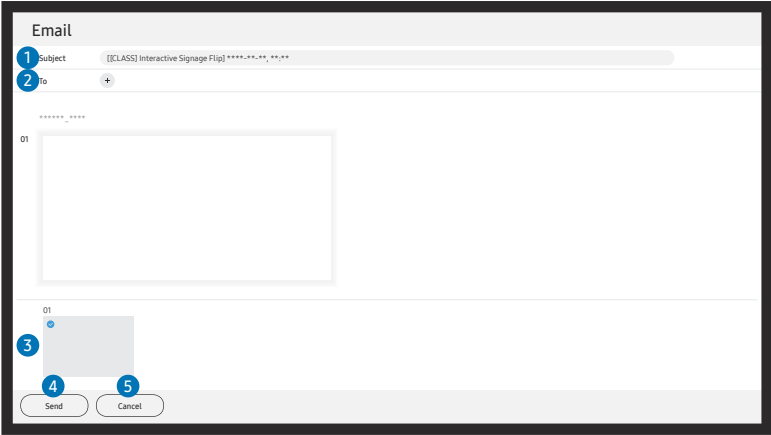 Email
1 Subject [[CLASS] Interactive Signage Flip] ****-**-**, **:**
2 To +
******_****
01
01
3
4 5
Send Cancel